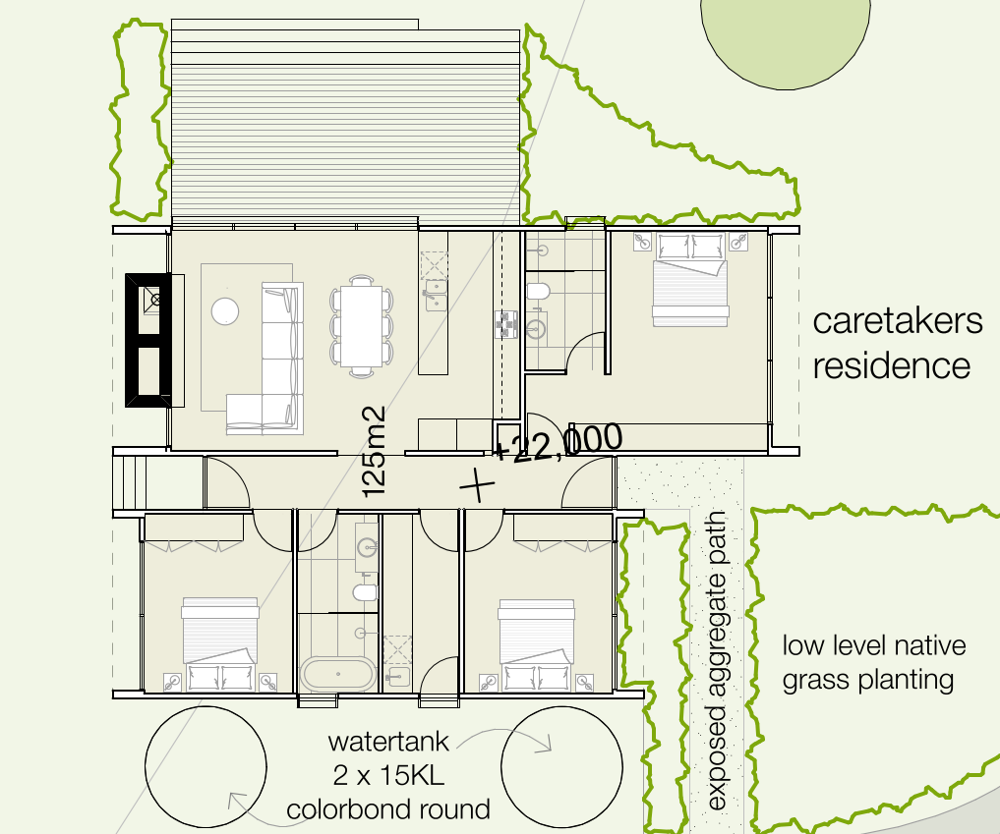 caretakers
residence
125m2
+22,000
exposed aggregate path
low level native
grass planting
watertank
2 x 15KL
colorbond round